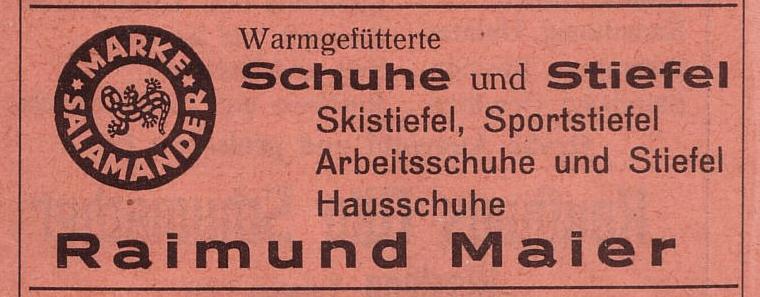 MARKE
SALAMANDER
Warmgefütterte
Schuhe und Stiefel
Skistiefel, Sportstiefel
Arbeitsschuhe und Stiefel
Hausschuhe
Raimund Maier